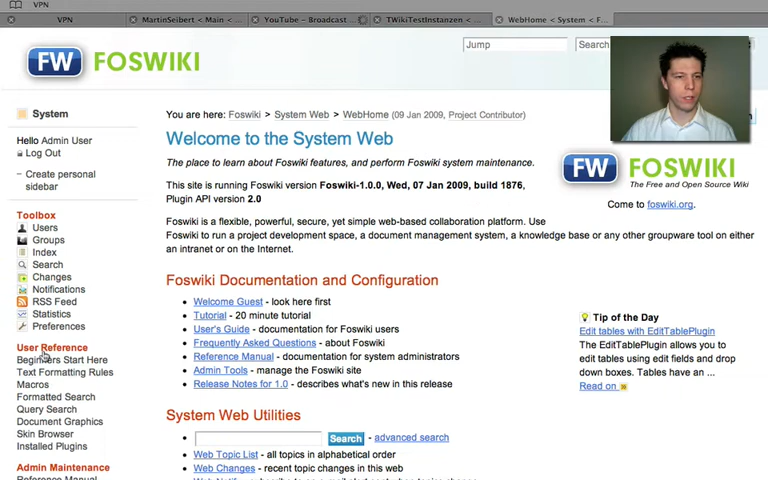 VPN
VPN
MartinSeibert < Main < ...
YouTube - Broadcast ...
TWikiTestInstanzen < ...
WebHome < System < F...
FW FOSWIKI
Jump
Search
System
Hello Admin User
Log Out
Create personal
sidebar
Toolbox
Users
Groups
Index
Search
Changes
Notifications
RSS Feed
Statistics
Preferences
User Reference
Beginners Start Here
Text Formatting Rules
Macros
Formatted Search
Query Search
Document Graphics
Skin Browser
Installed Plugins
Admin Maintenance
Reference Manual
You are here: Foswiki > System Web > WebHome (09 Jan 2009, Project Contributor)
Welcome to the System Web
The place to learn about Foswiki features, and perform Foswiki system maintenance.
This site is running Foswiki version Foswiki-1.0.0, Wed, 07 Jan 2009, build 1876,
Plugin API version 2.0
Foswiki is a flexible, powerful, secure, yet simple web-based collaboration platform. Use
Foswiki to run a project development space, a document management system, a knowledge base or any other groupware tool on either
an intranet or on the Internet.
FW FOSWIKI
The Free and Open Source Wiki
Come to foswiki.org.
Foswiki Documentation and Configuration
Welcome Guest - look here first
Tutorial - 20 minute tutorial
User's Guide - documentation for Foswiki users
Frequently Asked Questions - about Foswiki
Reference Manual - documentation for system administrators
Admin Tools - manage the Foswiki site
Release Notes for 1.0 - describes what's new in this release
Tip of the Day
Edit tables with EditTablePlugin
The EditTablePlugin allows you to
edit tables using edit fields and drop
down boxes. Tables have an ...
Read on
System Web Utilities
Search - advanced search
Web Topic List - all topics in alphabetical order
Web Changes - recent topic changes in this web